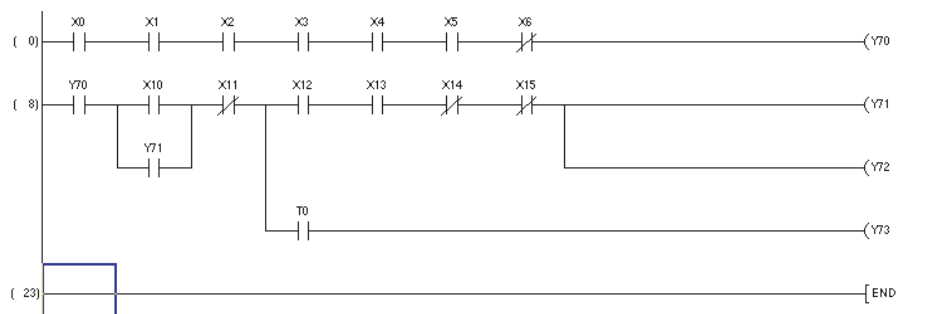 X0 X1 X2 X3 X4 X5 X6
( 0) (Y70
Y70 X10 X11 X12 X13 X14 X15
( 8) (Y71
Y71
(Y72
T0
(Y73
( 23) [END